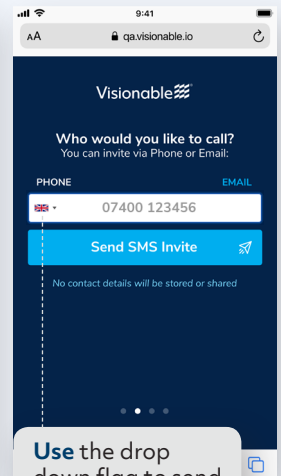 9:41
AA qa.visionable.io
Visionable
Who would you like to call?
You can invite via Phone or Email:
PHONE EMAIL
07400 123456
Send SMS Invite
No contact details will be stored or shared
Use the drop
down flag to send